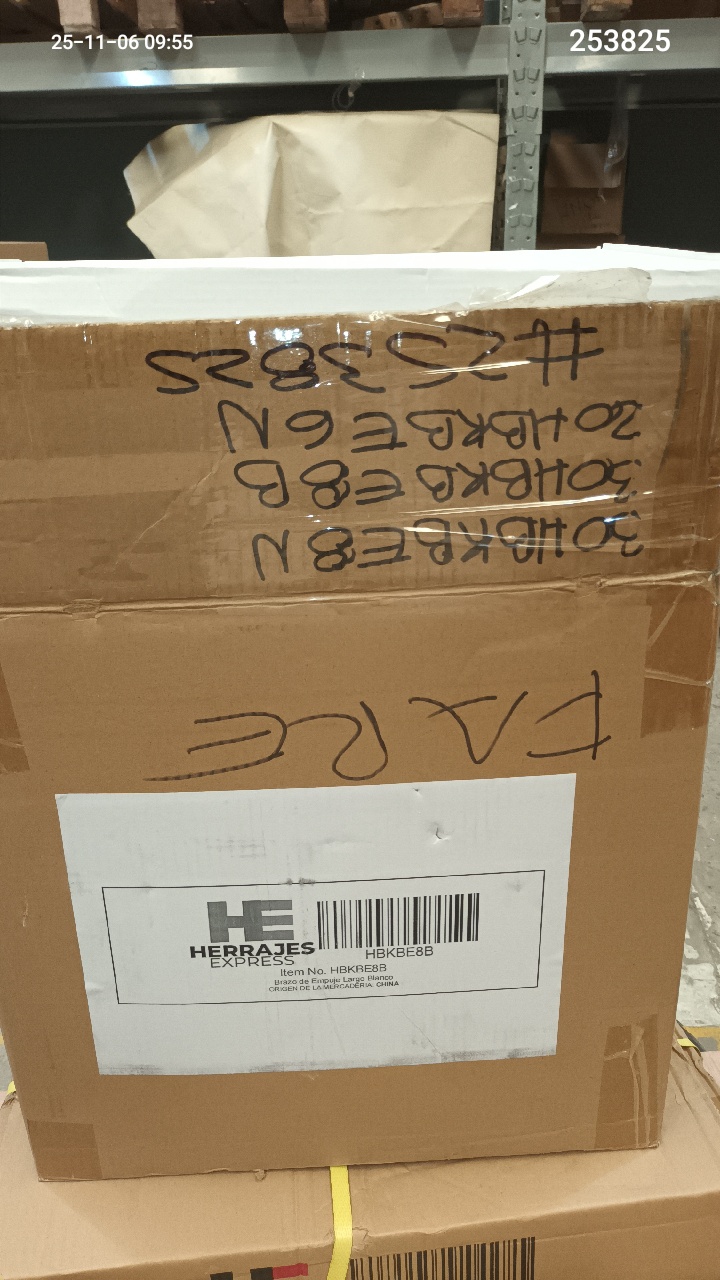 25-11-06 09:55
253825
#253825
20HBKBE6N
30HBKBE8B
30HBKBE8N
FARE
HE
HERRAJES
EXPRESS
HBKBE8B
Item No. HBKBE8B
Brazo de Empuje Largo Blanco
ORIGEN DE LA MERCADERIA: CHINA